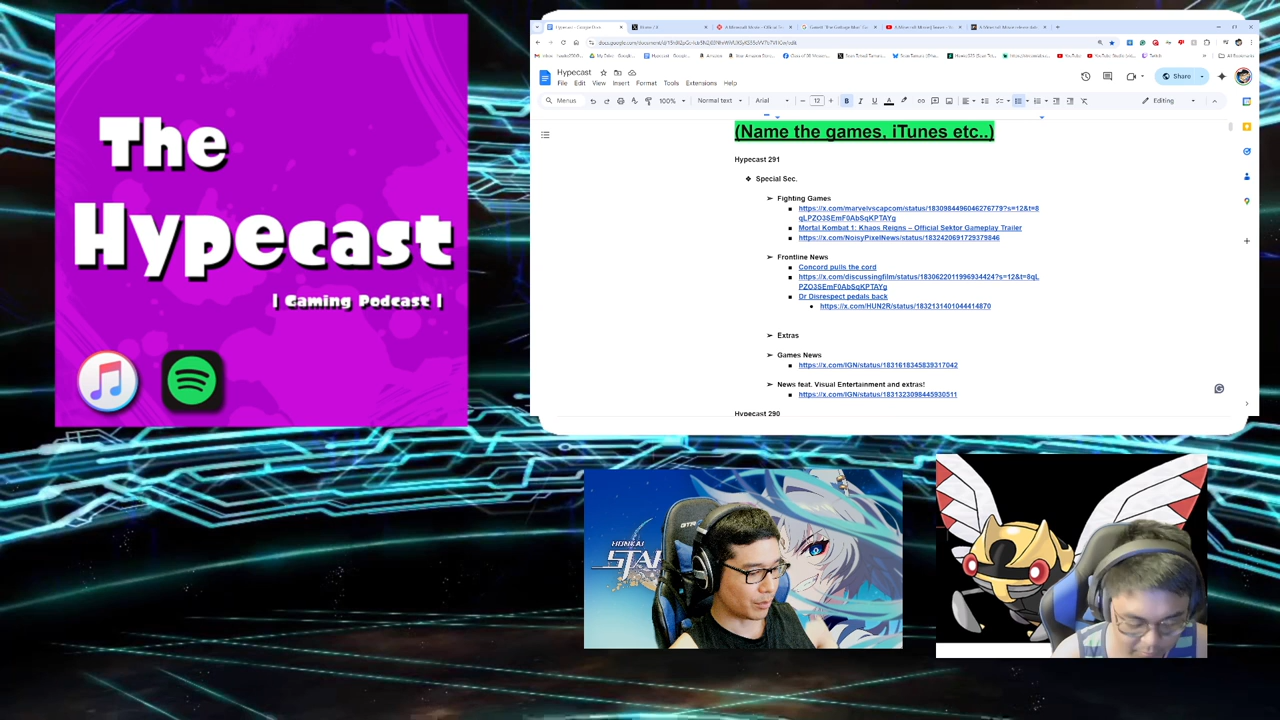 The
Hypecast
| Gaming Podcast |
Hypecast
File Edit View Insert Format Tools Extensions Help
Share
Menus
100%
Normal text
Arial
12
Editing
(Name the games, iTunes etc..)
Hypecast 291
Special Sec.
Fighting Games
https://x.com/marvelvscapcom/status/1830984496046276779?s=12&t=8
qLPZO3SEmF0AbSqKPTAYg
Mortal Kombat 1: Khaos Reigns – Official Sektor Gameplay Trailer
https://x.com/NoisyPixelNews/status/1832420691729379846
Frontline News
Concord pulls the cord
https://x.com/discussingfilm/status/1830622011996934424?s=12&t=8qL
PZO3SEmF0AbSqKPTAYg
Dr Disrespect pedals back
https://x.com/HUN2R/status/1832131401044414870
Extras
Games News
https://x.com/IGN/status/1831618345839317042
News feat. Visual Entertainment and extras!
https://x.com/IGN/status/1831323098445930511
Hypecast 290
HONKAI
STAR
GTR